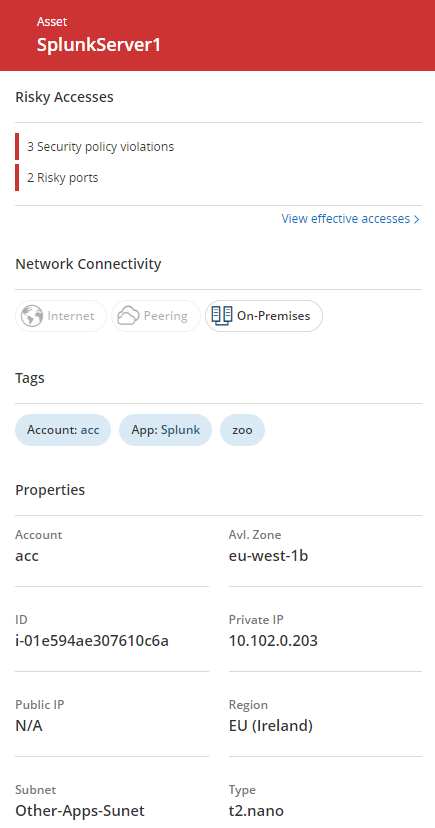 Asset
SplunkServer1
Risky Accesses
3 Security policy violations
2 Risky ports
View effective accesses >
Network Connectivity
Internet Peering On-Premises
Tags
Account: acc App: Splunk zoo
Properties
Account Avl. Zone
acc eu-west-1b
ID Private IP
i-01e594ae307610c6a 10.102.0.203
Public IP Region
N/A EU (Ireland)
Subnet Type
Other-Apps-Sunet t2.nano